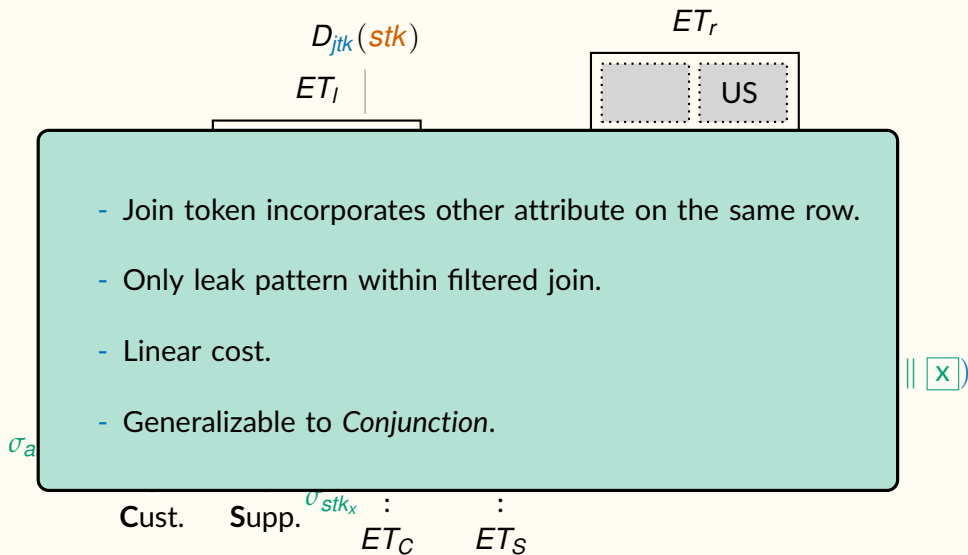 D_jtk(stk)
ET_r
ET_l
US
- Join token incorporates other attribute on the same row.
- Only leak pattern within filtered join.
- Linear cost.
|| x)
- Generalizable to Conjunction.
σ_a
Cust. Supp. σ_stk_x : :
ET_C ET_S